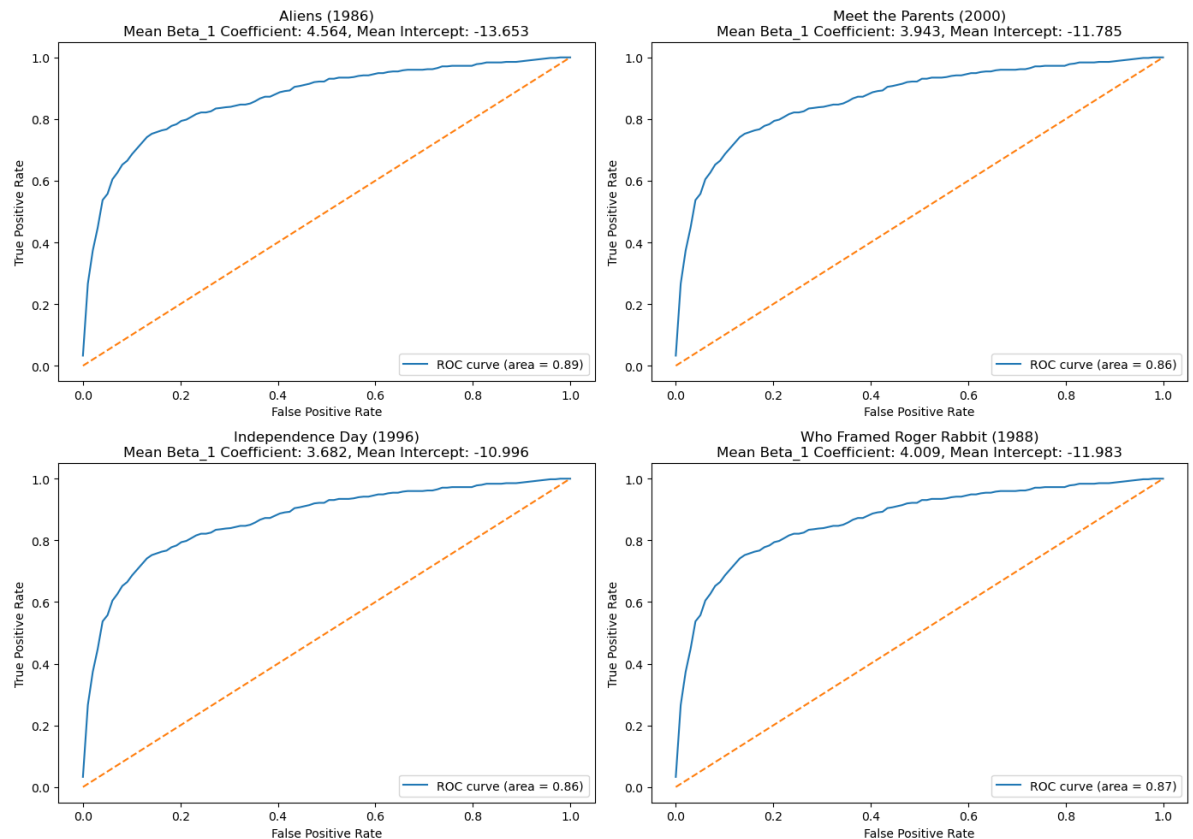 Aliens (1986)
Mean Beta_1 Coefficient: 4.564, Mean Intercept: -13.653
1.0
0.8
0.6
0.4
0.2
0.0
True Positive Rate
0.0 0.2 0.4 0.6 0.8 1.0
False Positive Rate
ROC curve (area = 0.89)
Meet the Parents (2000)
Mean Beta_1 Coefficient: 3.943, Mean Intercept: -11.785
1.0
0.8
0.6
0.4
0.2
0.0
True Positive Rate
0.0 0.2 0.4 0.6 0.8 1.0
False Positive Rate
ROC curve (area = 0.86)
Independence Day (1996)
Mean Beta_1 Coefficient: 3.682, Mean Intercept: -10.996
1.0
0.8
0.6
0.4
0.2
0.0
True Positive Rate
0.0 0.2 0.4 0.6 0.8 1.0
False Positive Rate
ROC curve (area = 0.86)
Who Framed Roger Rabbit (1988)
Mean Beta_1 Coefficient: 4.009, Mean Intercept: -11.983
1.0
0.8
0.6
0.4
0.2
0.0
True Positive Rate
0.0 0.2 0.4 0.6 0.8 1.0
False Positive Rate
ROC curve (area = 0.87)